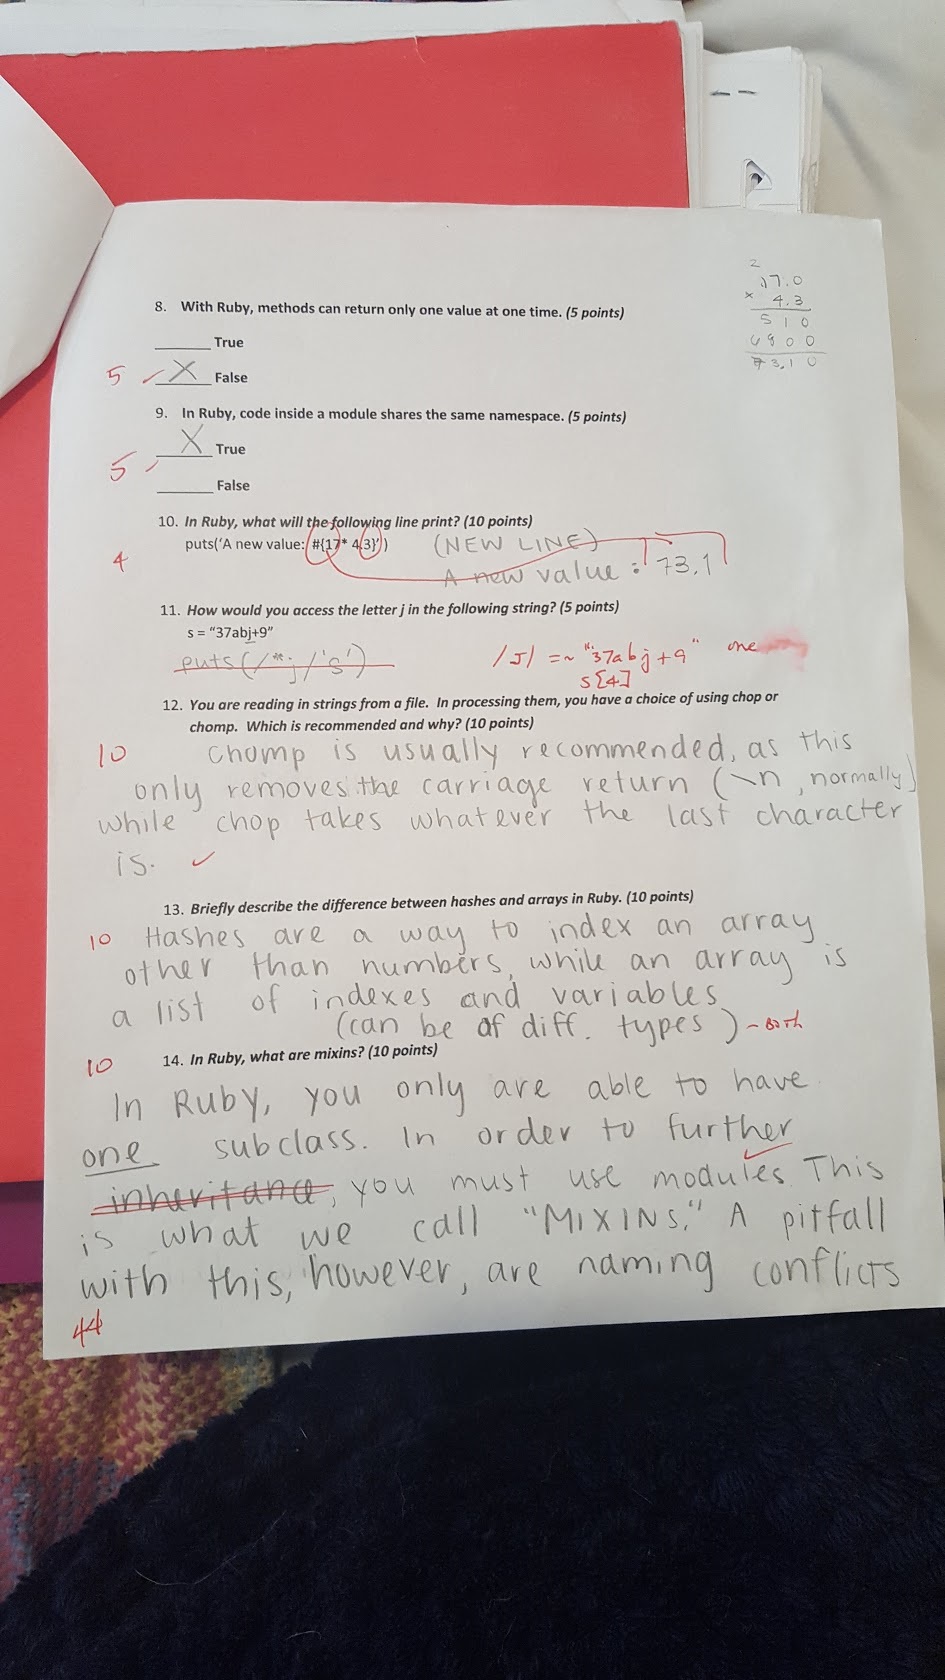 2
17.0
× 4.3
510
6800
73.10
8. With Ruby, methods can return only one value at one time. (5 points)
______ True
5 ✓ __X__ False
9. In Ruby, code inside a module shares the same namespace. (5 points)
__X__ True
5
______ False
10. In Ruby, what will the following line print? (10 points)
puts('A new value: #{17* 4.3}')
(NEW LINE)
4
A new value: 73.1
11. How would you access the letter j in the following string? (5 points)
s = "37abj+9"
puts(/*j/'s')
/J/ =~ "37abj+9" one
s[4]
12. You are reading in strings from a file. In processing them, you have a choice of using chop or
chomp. Which is recommended and why? (10 points)
10 chomp is usually recommended, as this
only removes the carriage return (\n, normally)
while chop takes whatever the last character
is. ✓
13. Briefly describe the difference between hashes and arrays in Ruby. (10 points)
10 Hashes are a way to index an array
other than numbers, while an array is
a list of indexes and variables
(can be of diff. types) - Both
10 14. In Ruby, what are mixins? (10 points)
In Ruby, you only are able to have
one subclass. In order to further
inheritance, you must use modules. This
is what we call "MIXINS." A pitfall
with this, however, are naming conflicts
44